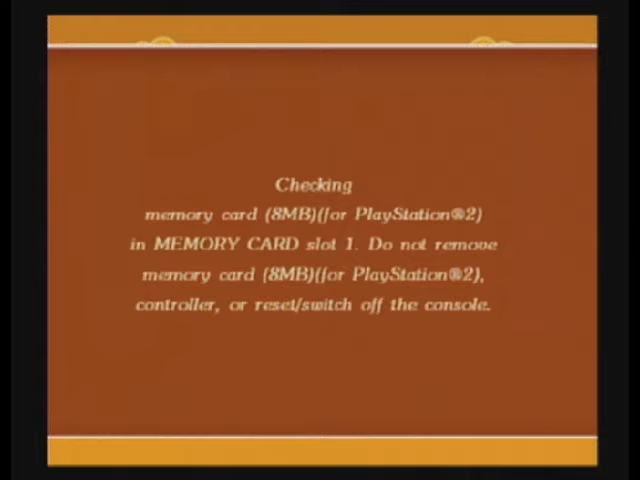 Checking
memory card (8MB)(for PlayStation®2)
in MEMORY CARD slot 1. Do not remove
memory card (8MB)(for PlayStation®2),
controller, or reset/switch off the console.